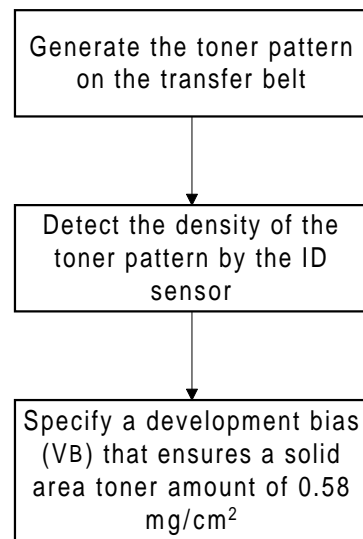 Generate the toner pattern
on the transfer belt
Detect the density of the
toner pattern by the ID
sensor
Specify a development bias
(VB) that ensures a solid
area toner amount of 0.58
mg/cm²